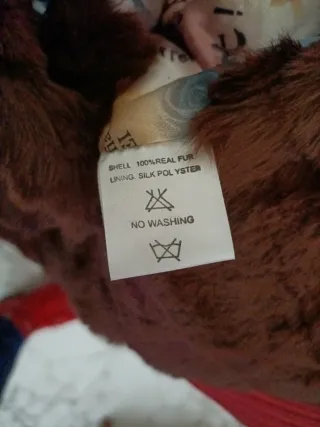 SHELL 100%REAL FUR
LINING. SILK POLYSTER
NO WASHING